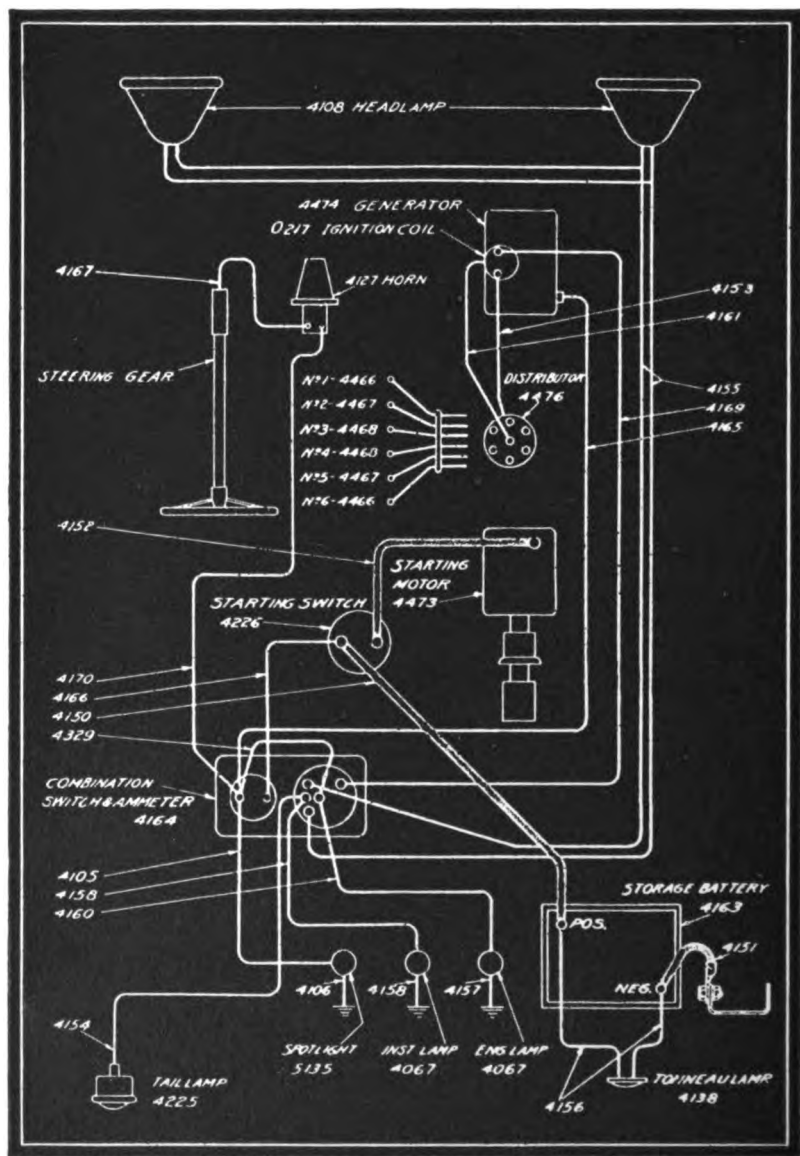 4108 HEADLAMP
4474 GENERATOR
0217 IGNITION COIL
4167
4127 HORN
4153
4161
STEERING GEAR
Nº1-4466
Nº2-4467
Nº3-4468
Nº4-4468
Nº5-4467
Nº6-4466
DISTRIBUTOR
4476
4155
4169
4165
4152
STARTING
MOTOR
4473
STARTING SWITCH
4226
4170
4166
4150
4329
COMBINATION
SWITCH & AMMETER
4164
4105
4158
4160
STORAGE BATTERY
4163
POS.
4151
NEG.
4106
4158
4157
4154
SPOTLIGHT
5135
INST LAMP
4067
ENG LAMP
4067
TAIL LAMP
4225
4156
TONNEAU LAMP
4138